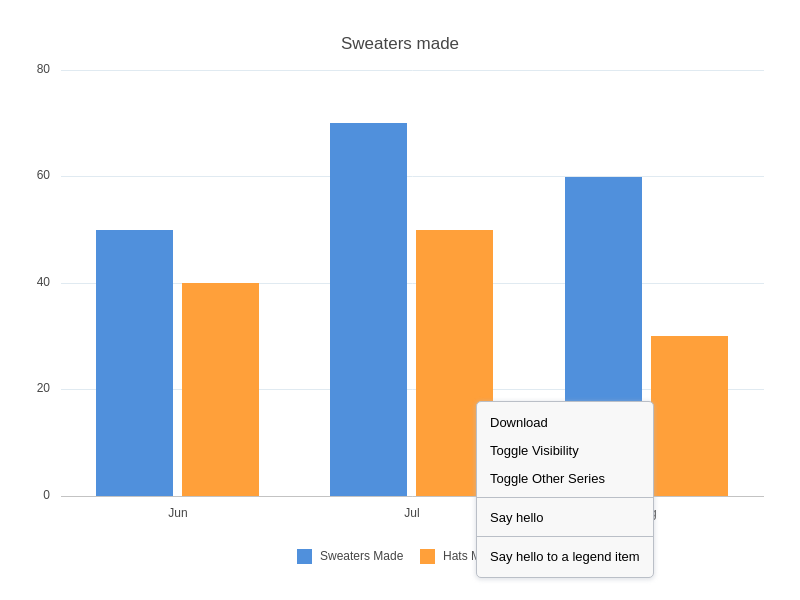 Sweaters made
80
60
40
20
0
Jun
Jul
Download
Toggle Visibility
Toggle Other Series
Say hello
Say hello to a legend item
Sweaters Made
Hats